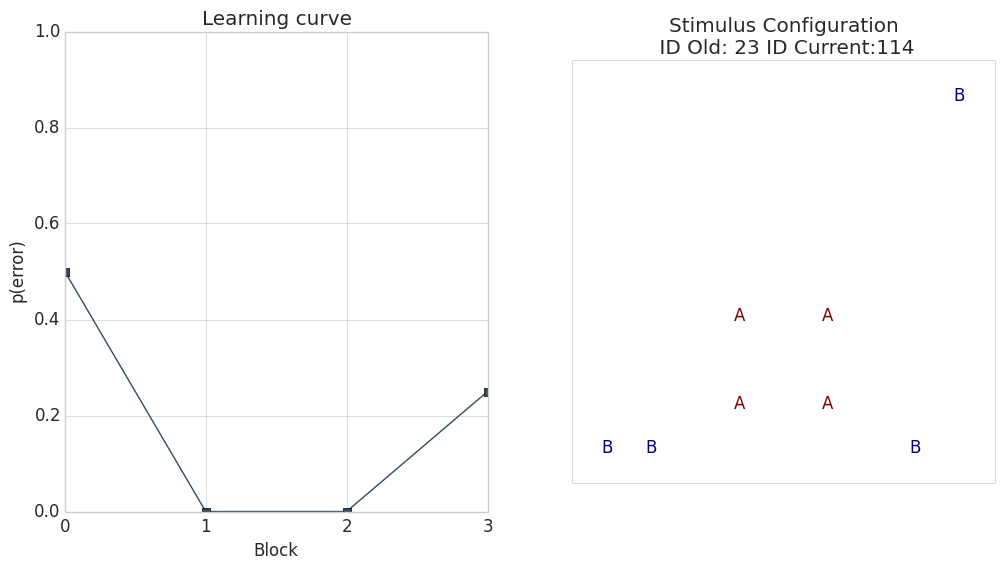 Learning curve
1.0
0.8
0.6
0.4
0.2
0.0
p(error)
0 1 2 3
Block
Stimulus Configuration
ID Old: 23 ID Current:114
B
A A
A A
B B B